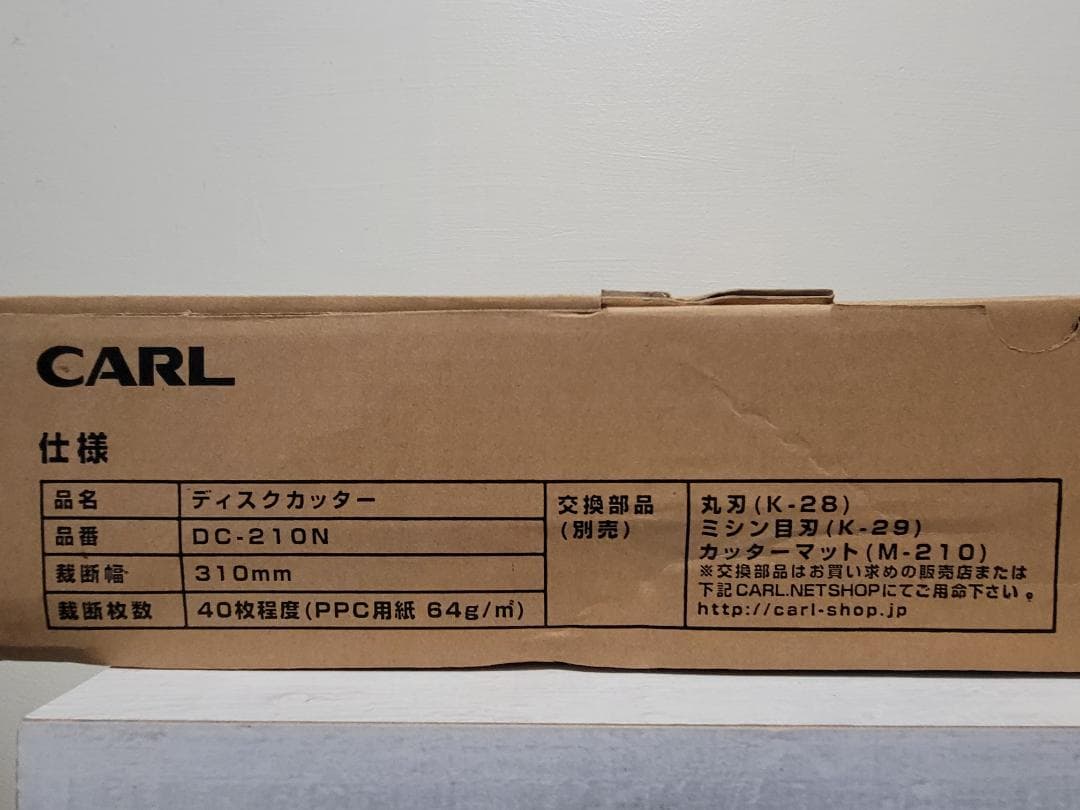 CARL
仕様
品名 ディスクカッター
品番 DC-210N
裁断幅 310mm
裁断枚数 40枚程度(PPC用紙 64g/㎡)
交換部品
(別売)
丸刃(K-28)
ミシン目刃(K-29)
カッターマット(M-210)
※交換部品はお買い求めの販売店または
下記CARL.NETSHOPにてご用命下さい。
http://carl-shop.jp